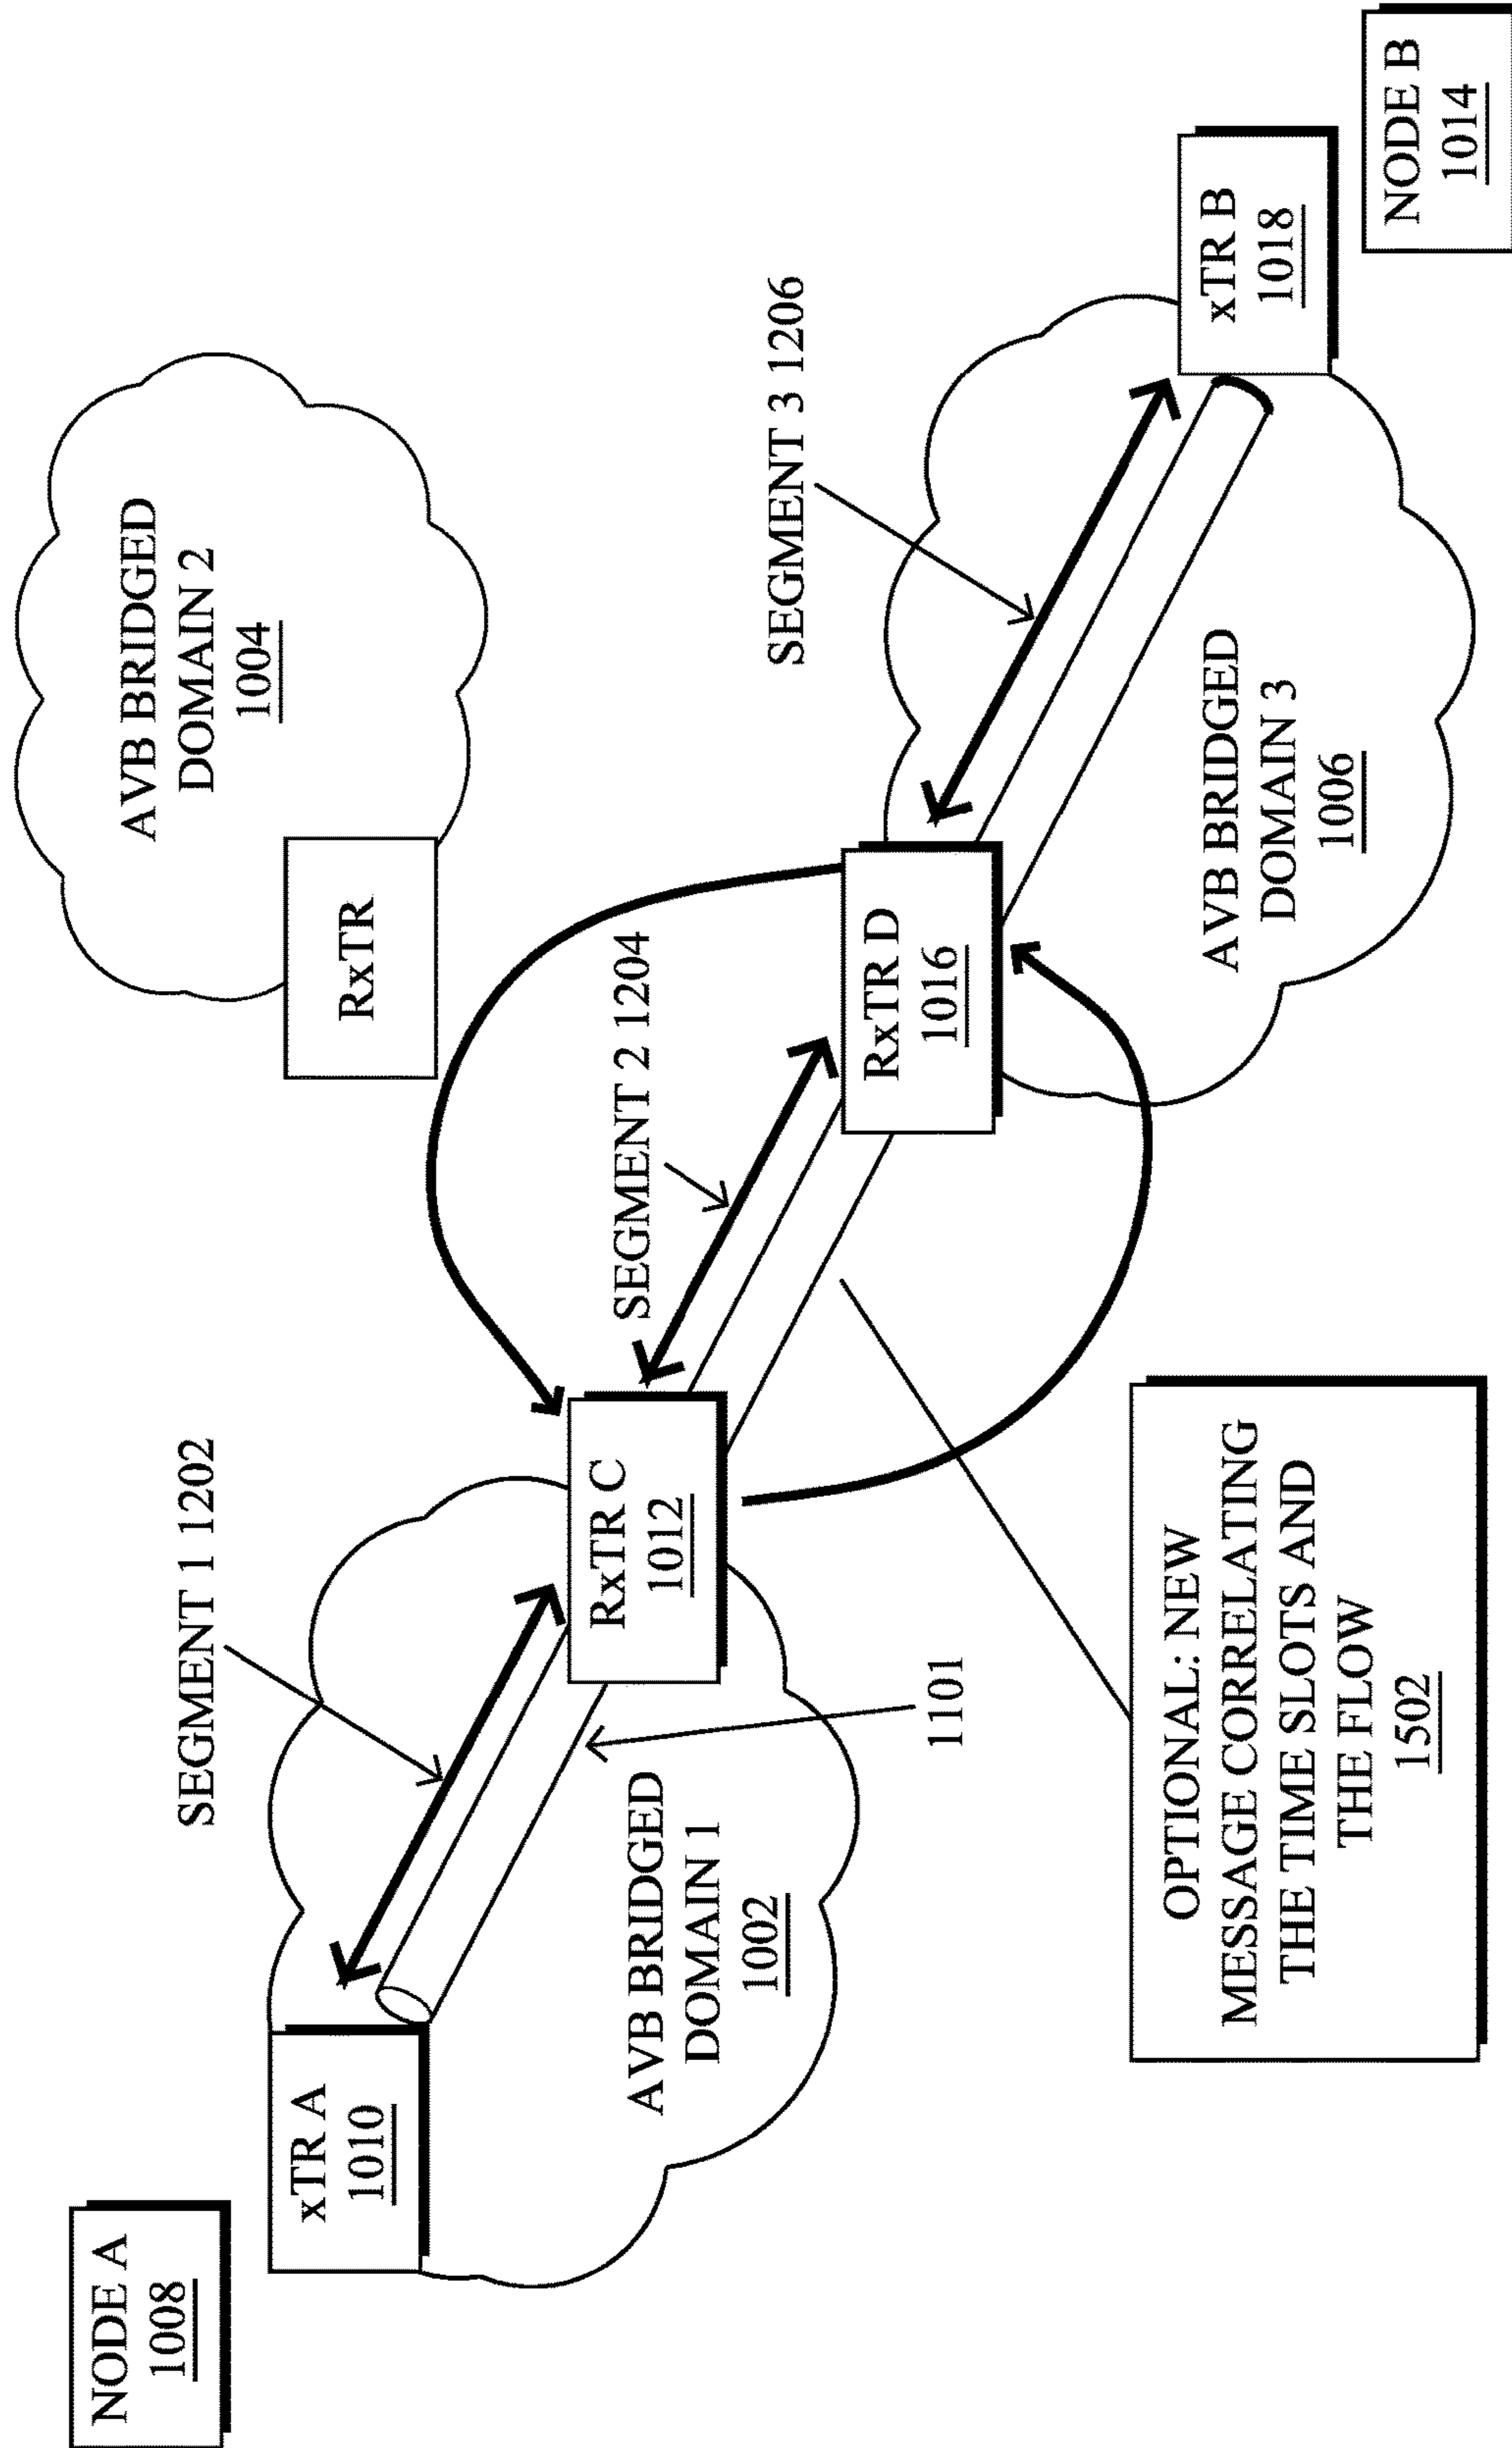 NODE A
1008
xTR A
1010
SEGMENT 1 1202
AVB BRIDGED
DOMAIN 1
1002
RxTR C
1012
1101
SEGMENT 2 1204
RxTR D
1016
AVB BRIDGED
DOMAIN 2
1004
RxTR
SEGMENT 3 1206
AVB BRIDGED
DOMAIN 3
1006
xTR B
1018
NODE B
1014
OPTIONAL: NEW
MESSAGE CORRELATING
THE TIME SLOTS AND
THE FLOW
1502